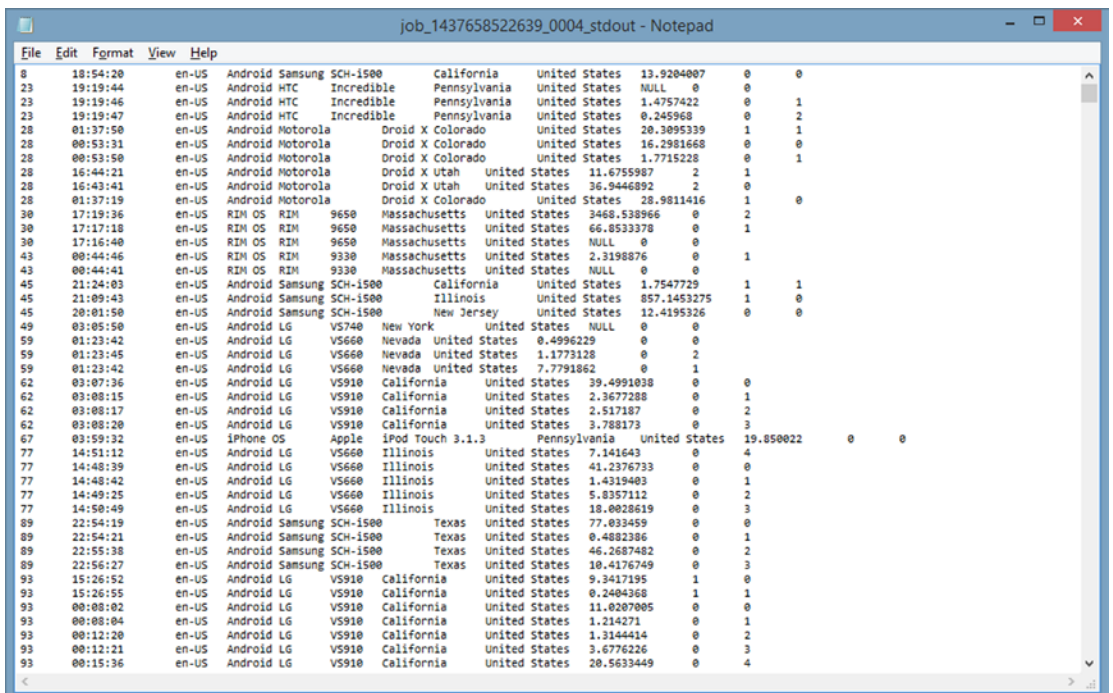 job_1437658522639_0004_stdout - Notepad
File Edit Format View Help
8 18:54:20 en-US Android Samsung SCH-i500 California United States 13.9204007 0 0
23 19:19:44 en-US Android HTC Incredible Pennsylvania United States NULL 0 0
23 19:19:46 en-US Android HTC Incredible Pennsylvania United States 1.4757422 0 1
23 19:19:47 en-US Android HTC Incredible Pennsylvania United States 0.245968 0 2
28 01:37:50 en-US Android Motorola Droid X Colorado United States 20.3095339 1 1
28 00:53:31 en-US Android Motorola Droid X Colorado United States 16.2981668 0 0
28 00:53:50 en-US Android Motorola Droid X Colorado United States 1.7715228 0 1
28 16:44:21 en-US Android Motorola Droid X Utah United States 11.6755987 2 1
28 16:43:41 en-US Android Motorola Droid X Utah United States 36.9446892 2 0
28 01:37:19 en-US Android Motorola Droid X Colorado United States 28.9811416 1 0
30 17:19:36 en-US RIM OS RIM 9650 Massachusetts United States 3468.538966 0 2
30 17:17:18 en-US RIM OS RIM 9650 Massachusetts United States 66.8533378 0 1
30 17:16:40 en-US RIM OS RIM 9650 Massachusetts United States NULL 0 0
43 00:44:46 en-US RIM OS RIM 9330 Massachusetts United States 2.3198876 0 1
43 00:44:41 en-US RIM OS RIM 9330 Massachusetts United States NULL 0 0
45 21:24:03 en-US Android Samsung SCH-i500 California United States 1.7547729 1 1
45 21:09:43 en-US Android Samsung SCH-i500 Illinois United States 857.1453275 1 0
45 20:01:50 en-US Android Samsung SCH-i500 New Jersey United States 12.4195326 0 0
49 03:05:50 en-US Android LG VS740 New York United States NULL 0 0
59 01:23:42 en-US Android LG VS660 Nevada United States 0.4996229 0 0
59 01:23:45 en-US Android LG VS660 Nevada United States 1.1773128 0 2
59 01:23:42 en-US Android LG VS660 Nevada United States 7.7791862 0 1
62 03:07:36 en-US Android LG VS910 California United States 39.4991038 0 0
62 03:08:15 en-US Android LG VS910 California United States 2.3677288 0 1
62 03:08:17 en-US Android LG VS910 California United States 2.517187 0 2
62 03:08:20 en-US Android LG VS910 California United States 3.788173 0 3
67 03:59:32 en-US iPhone OS Apple iPod Touch 3.1.3 Pennsylvania United States 19.850022 0 0
77 14:51:12 en-US Android LG VS660 Illinois United States 7.141643 0 4
77 14:48:39 en-US Android LG VS660 Illinois United States 41.2376733 0 0
77 14:48:42 en-US Android LG VS660 Illinois United States 1.4319403 0 1
77 14:49:25 en-US Android LG VS660 Illinois United States 5.8357112 0 2
77 14:50:49 en-US Android LG VS660 Illinois United States 18.0028619 0 3
89 22:54:19 en-US Android Samsung SCH-i500 Texas United States 77.033459 0 0
89 22:54:21 en-US Android Samsung SCH-i500 Texas United States 0.4882386 0 1
89 22:55:38 en-US Android Samsung SCH-i500 Texas United States 46.2687482 0 2
89 22:56:27 en-US Android Samsung SCH-i500 Texas United States 10.4176749 0 3
93 15:26:52 en-US Android LG VS910 California United States 9.3417195 1 0
93 15:26:55 en-US Android LG VS910 California United States 0.2404368 1 1
93 00:08:02 en-US Android LG VS910 California United States 11.0207005 0 0
93 00:08:04 en-US Android LG VS910 California United States 1.214271 0 1
93 00:12:20 en-US Android LG VS910 California United States 1.3144414 0 2
93 00:12:21 en-US Android LG VS910 California United States 3.6776226 0 3
93 00:15:36 en-US Android LG VS910 California United States 20.5633449 0 4